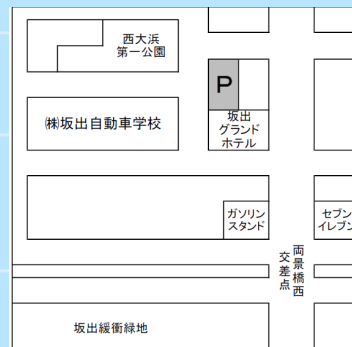 西大浜
第一公園
P
㈱坂出自動車学校
坂出
グランド
ホテル
ガソリン
スタンド
セブン
イレブン
両景橋西
交差点
坂出緩衝緑地